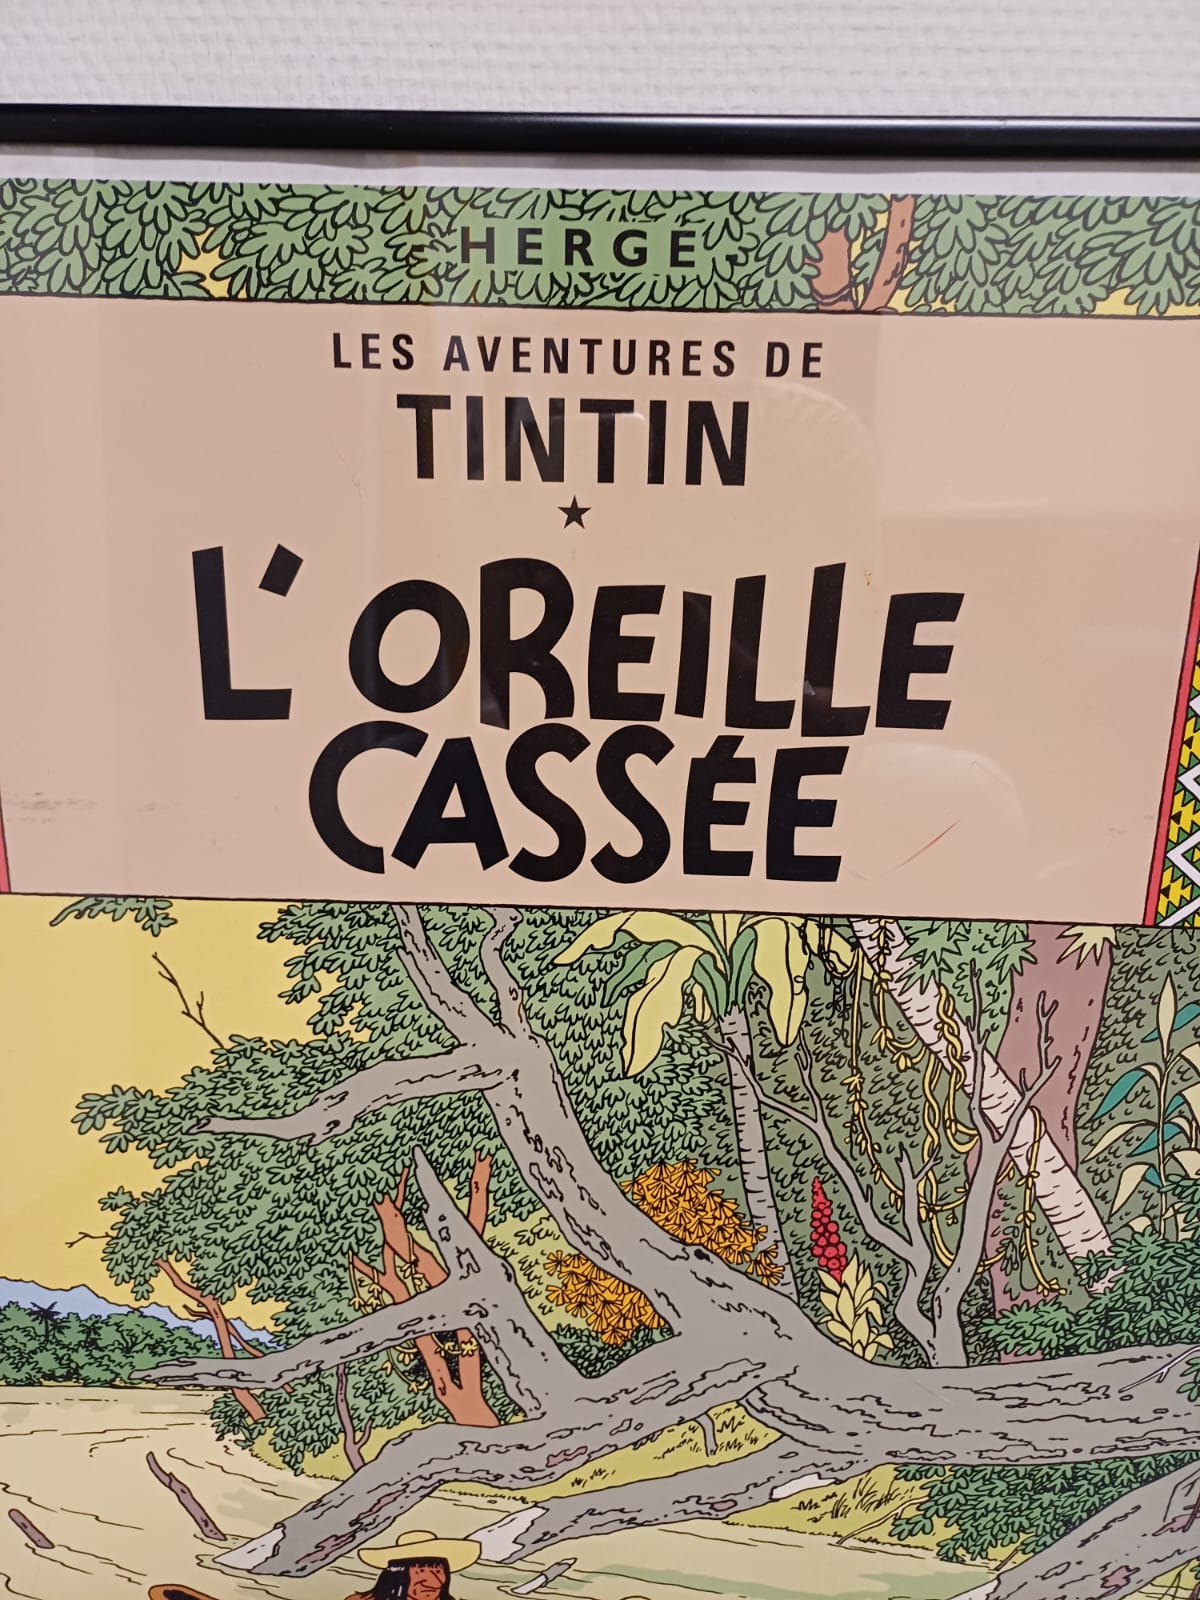 HERGÉ
LES AVENTURES DE
TINTIN
L'OREILLE
CASSÉE